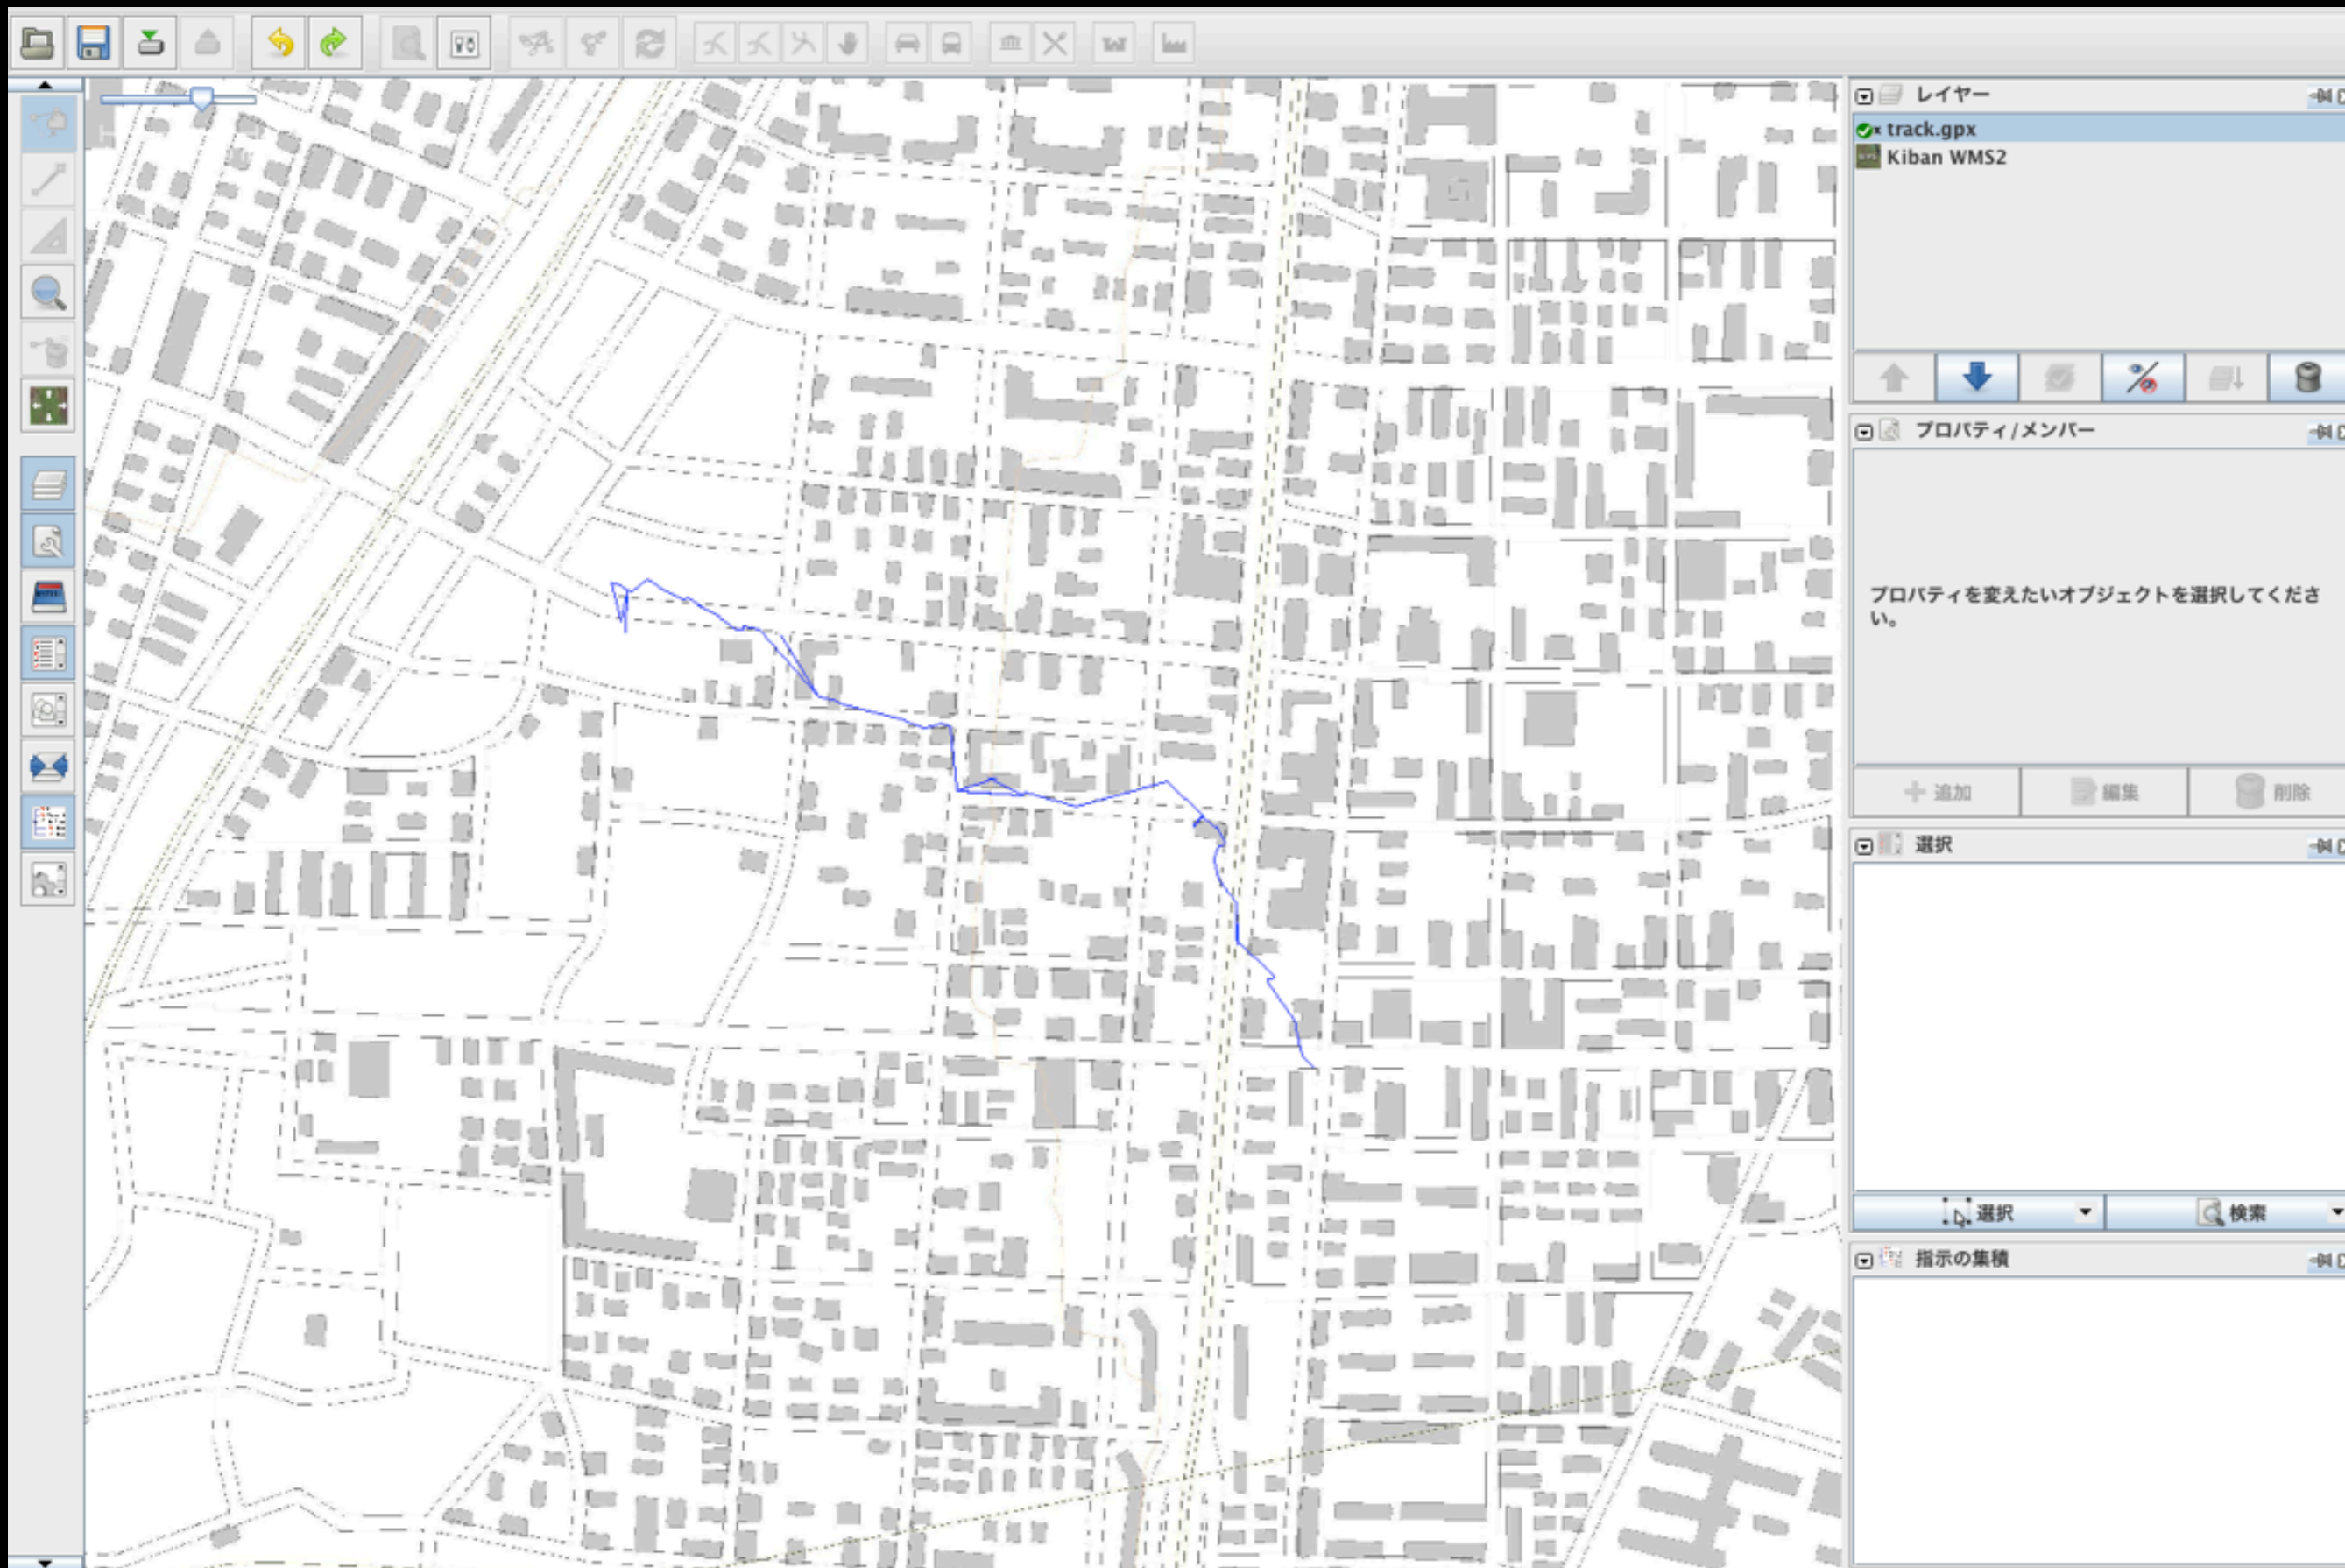 レイヤー
track.gpx
Kiban WMS2
プロパティ/メンバー
プロパティを変えたいオブジェクトを選択してくださ
い。
追加
編集
削除
選択
選択
検索
指示の集積